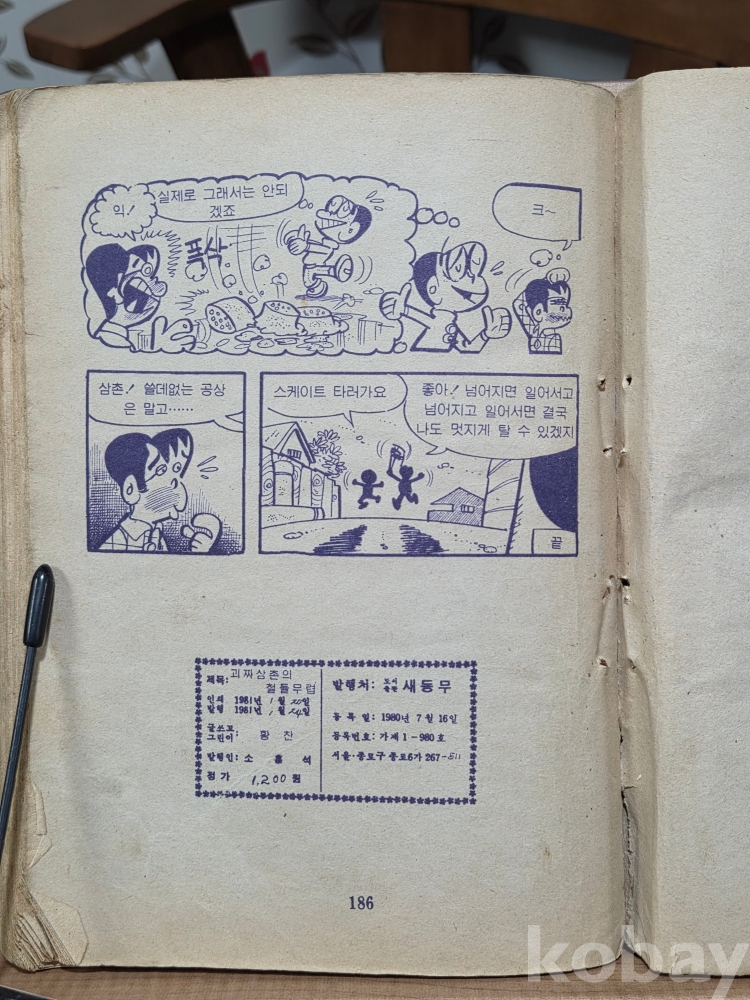 익!
실제로 그래서는 안되
겠죠
폭삭
크~
삼촌! 쓸데없는 공상
은 말고……
스케이트 타러가요
좋아! 넘어지면 일어서고
넘어지고 일어서면 결국
나도 멋지게 탈 수 있겠지
끝
제목: 괴짜삼촌의
철들무렵
인쇄 1981년 1월 20일
발행 1981년 1월 24일
글쓰고
그린이: 황 찬
발행인: 소 흥 석
정가 1,200원
발행처: 도서출판 새동무
등록일: 1980년 7월 16일
등록번호: 가제 1-980호
서울·종로구 종로6가 267-511
186
kobay